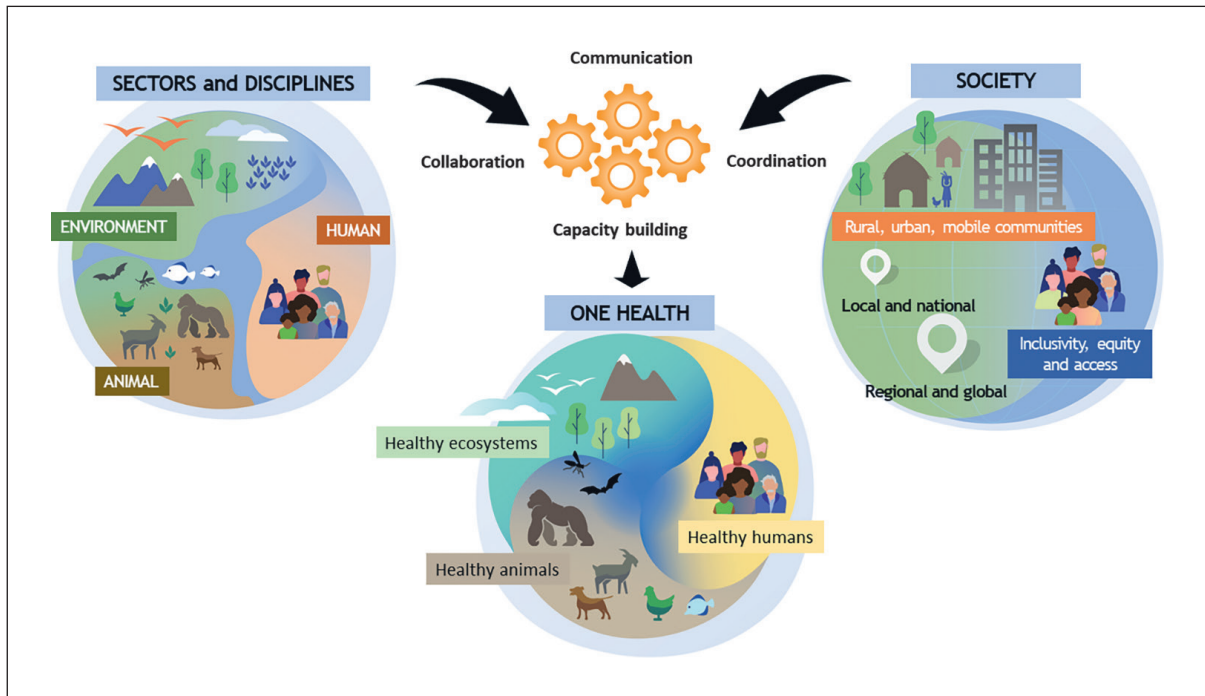 Communication
SECTORS and DISCIPLINES
SOCIETY
Collaboration
Coordination
ENVIRONMENT
HUMAN
Capacity building
Rural, urban, mobile communities
Local and national
ONE HEALTH
Inclusivity, equity
and access
ANIMAL
Regional and global
Healthy ecosystems
Healthy humans
Healthy animals